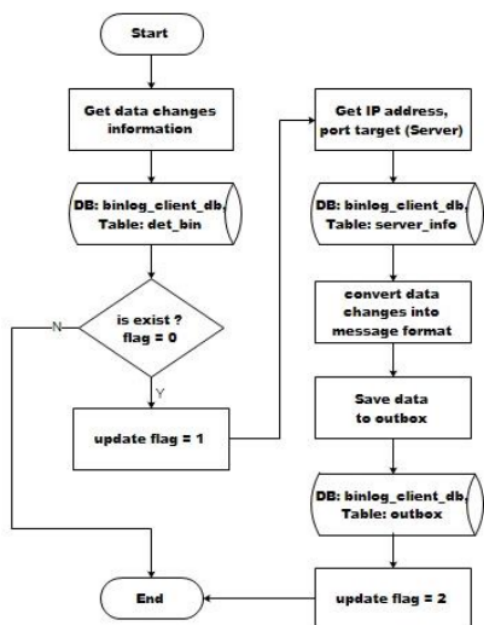 Start
Get data changes
information
DB: binlog_client_db,
Table: det_bin
is exist ?
flag = 0
N
Y
update flag = 1
Get IP address,
port target (Server)
DB: binlog_client_db,
Table: server_info
convert data
changes into
message format
Save data
to outbox
DB: binlog_client_db,
Table: outbox
update flag = 2
End